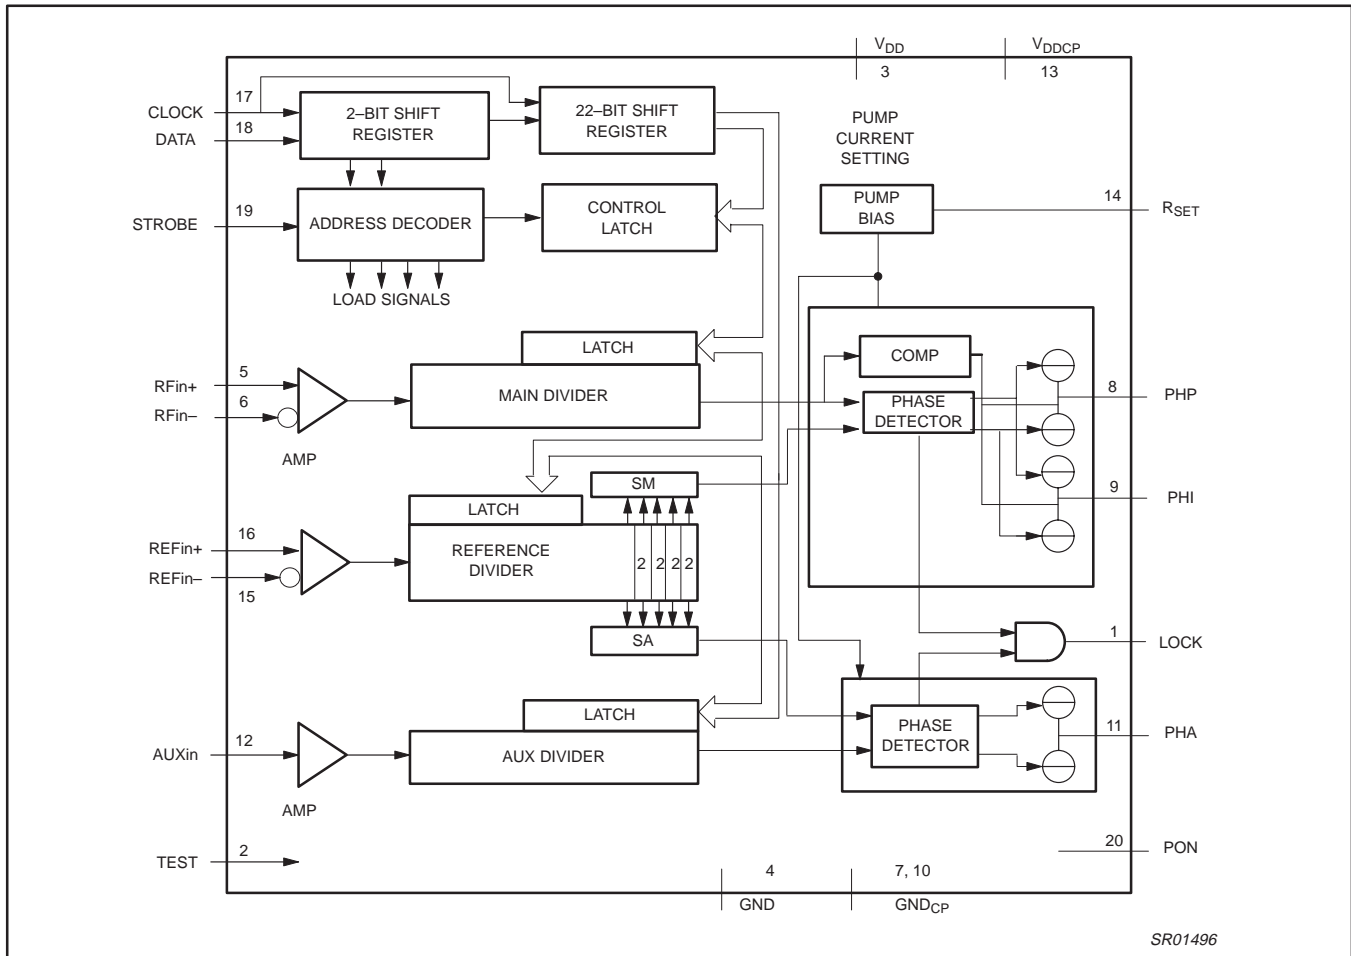 VDD
VDDCP
3
13
17
CLOCK
18
DATA
2–BIT SHIFT
REGISTER
22–BIT SHIFT
REGISTER
PUMP
CURRENT
SETTING
19
STROBE
ADDRESS DECODER
CONTROL
LATCH
PUMP
BIAS
14
RSET
LOAD SIGNALS
LATCH
COMP
5
RFin+
6
RFin–
AMP
MAIN DIVIDER
PHASE
DETECTOR
8
PHP
SM
9
PHI
LATCH
16
REFin+
REFin–
15
REFERENCE
DIVIDER
2 2 2 2
SA
1
LOCK
LATCH
12
AUXin
AMP
AUX DIVIDER
PHASE
DETECTOR
11
PHA
2
TEST
20
PON
4
7, 10
GND
GNDCP
SR01496